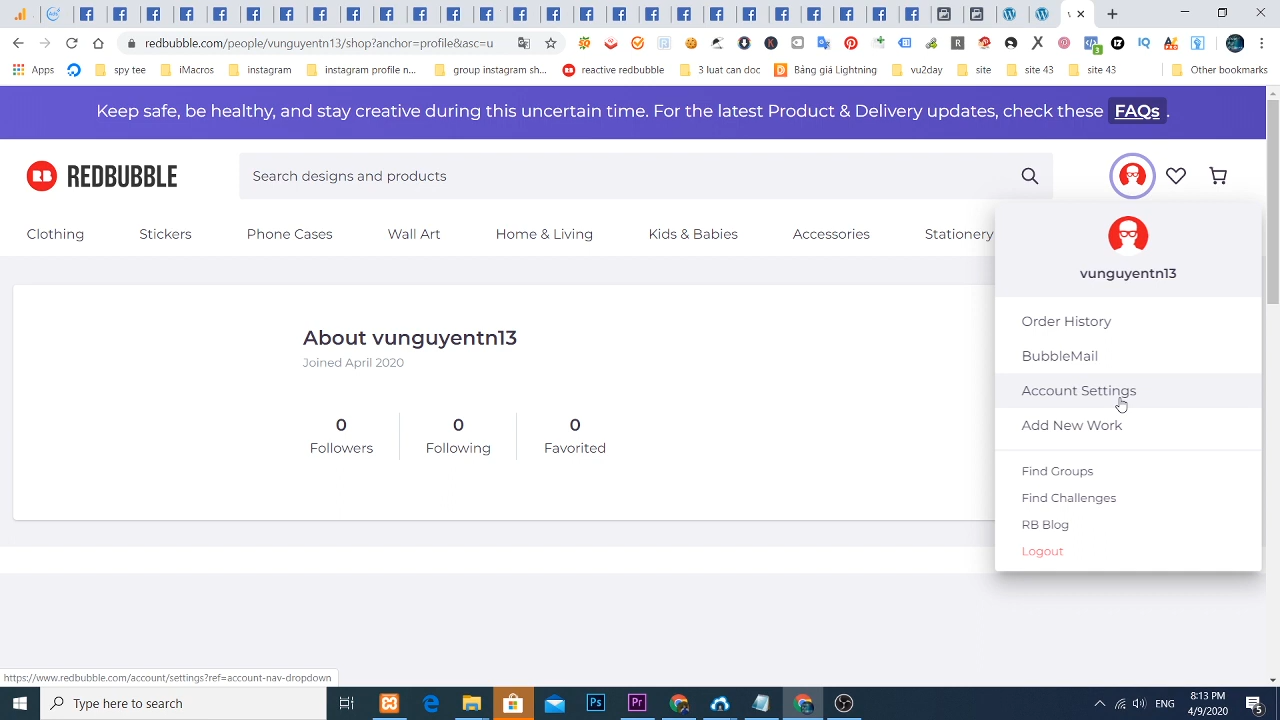 redbubble.com/people/vunguyentn13/shop?anchor=profile&asc=u
Apps
spy tee
iMacros
instagram
instagram profile n...
group instagram sh...
reactive redbubble
3 luat can doc
Bảng giá Lightning
vu2day
site
site 43
site 43
Other bookmarks
Keep safe, be healthy, and stay creative during this uncertain time. For the latest Product & Delivery updates, check these FAQs.
RB REDBUBBLE
Search designs and products
Clothing
Stickers
Phone Cases
Wall Art
Home & Living
Kids & Babies
Accessories
Stationery
vunguyentn13
Order History
BubbleMail
Account Settings
Add New Work
Find Groups
Find Challenges
RB Blog
Logout
About vunguyentn13
Joined April 2020
0
Followers
0
Following
0
Favorited
https://www.redbubble.com/account/settings?ref=account-nav-dropdown
Type here to search
Ps
Pr
ENG
8:13 PM
4/9/2020
5